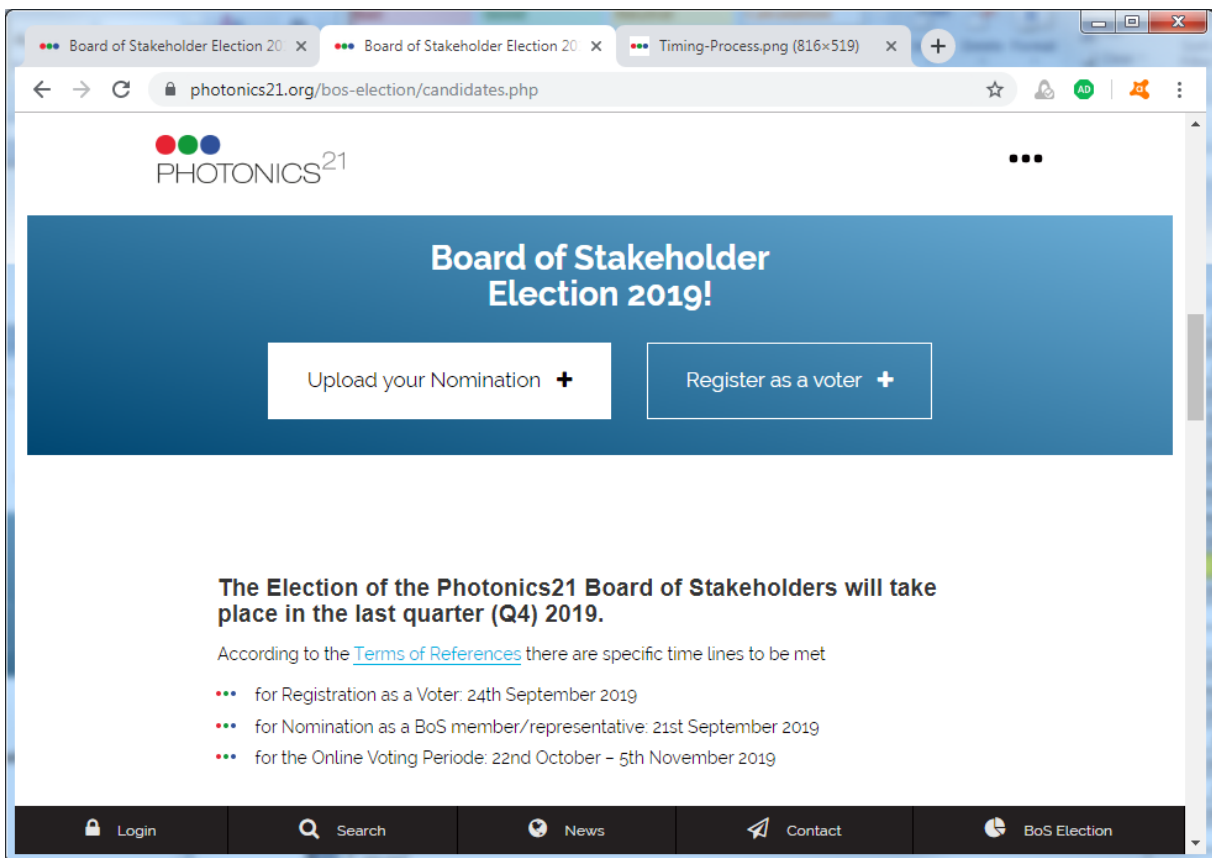 Board of Stakeholder Election 20
Board of Stakeholder Election 20
Timing-Process.png (816×519)
photonics21.org/bos-election/candidates.php
AD
PHOTONICS21
Board of Stakeholder
Election 2019!
Upload your Nomination +
Register as a voter +
The Election of the Photonics21 Board of Stakeholders will take
place in the last quarter (Q4) 2019.
According to the Terms of References there are specific time lines to be met
for Registration as a Voter: 24th September 2019
for Nomination as a BoS member/representative: 21st September 2019
for the Online Voting Periode: 22nd October – 5th November 2019
Login
Search
News
Contact
BoS Election